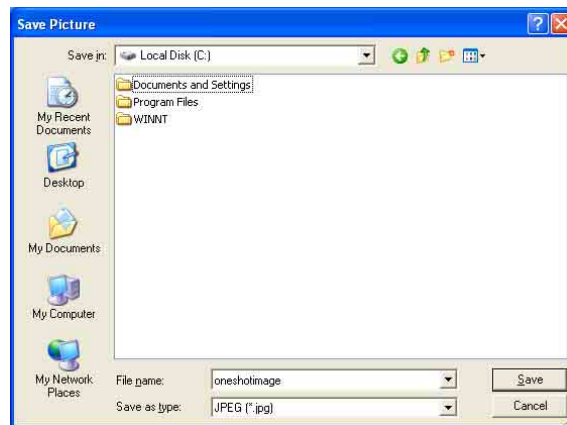 Save Picture
Save in:
Local Disk (C:)
My Recent
Documents
Desktop
My Documents
My Computer
My Network
Places
Documents and Settings
Program Files
WINNT
File name:
oneshotimage
Save
Save as type:
JPEG (*.jpg)
Cancel